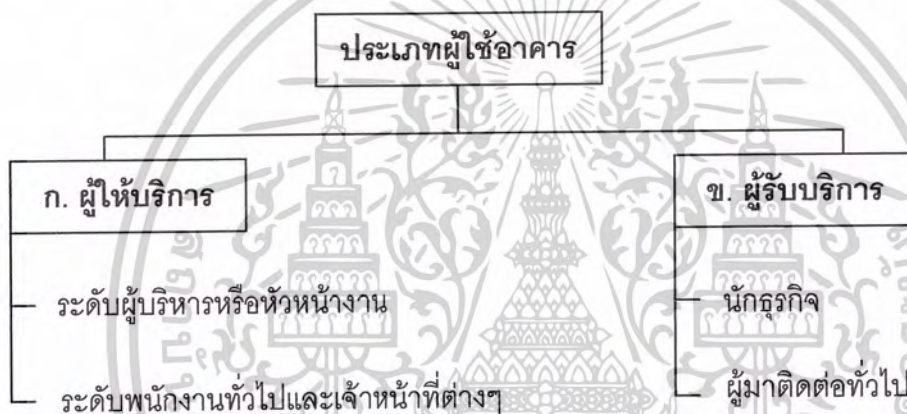 ประเภทผู้ใช้อาคาร
ก. ผู้ให้บริการ
ระดับผู้บริหารหรือหัวหน้างาน
ระดับพนักงานทั่วไปและเจ้าหน้าที่ต่างๆ
ข. ผู้รับบริการ
นักธุรกิจ
ผู้มาติดต่อทั่วไป